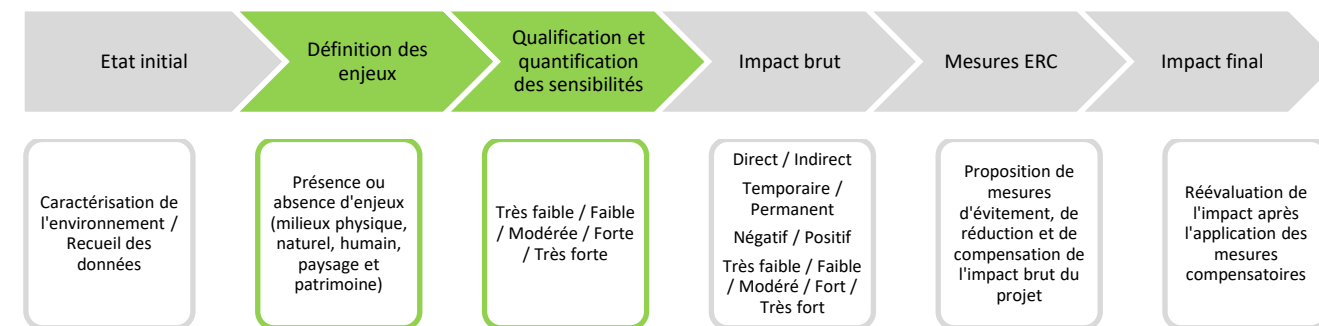 Etat initial
Définition des
enjeux
Qualification et
quantification
des sensibilités
Impact brut
Mesures ERC
Impact final
Caractérisation de
l'environnement /
Recueil des
données
Présence ou
absence d'enjeux
(milieux physique,
naturel, humain,
paysage et
patrimoine)
Très faible / Faible
/ Modérée / Forte
/ Très forte
Direct / Indirect
Temporaire /
Permanent
Négatif / Positif
Très faible / Faible
/ Modéré / Fort /
Très fort
Proposition de
mesures
d'évitement, de
réduction et de
compensation de
l'impact brut du
projet
Réévaluation de
l'impact après
l'application des
mesures
compensatoires